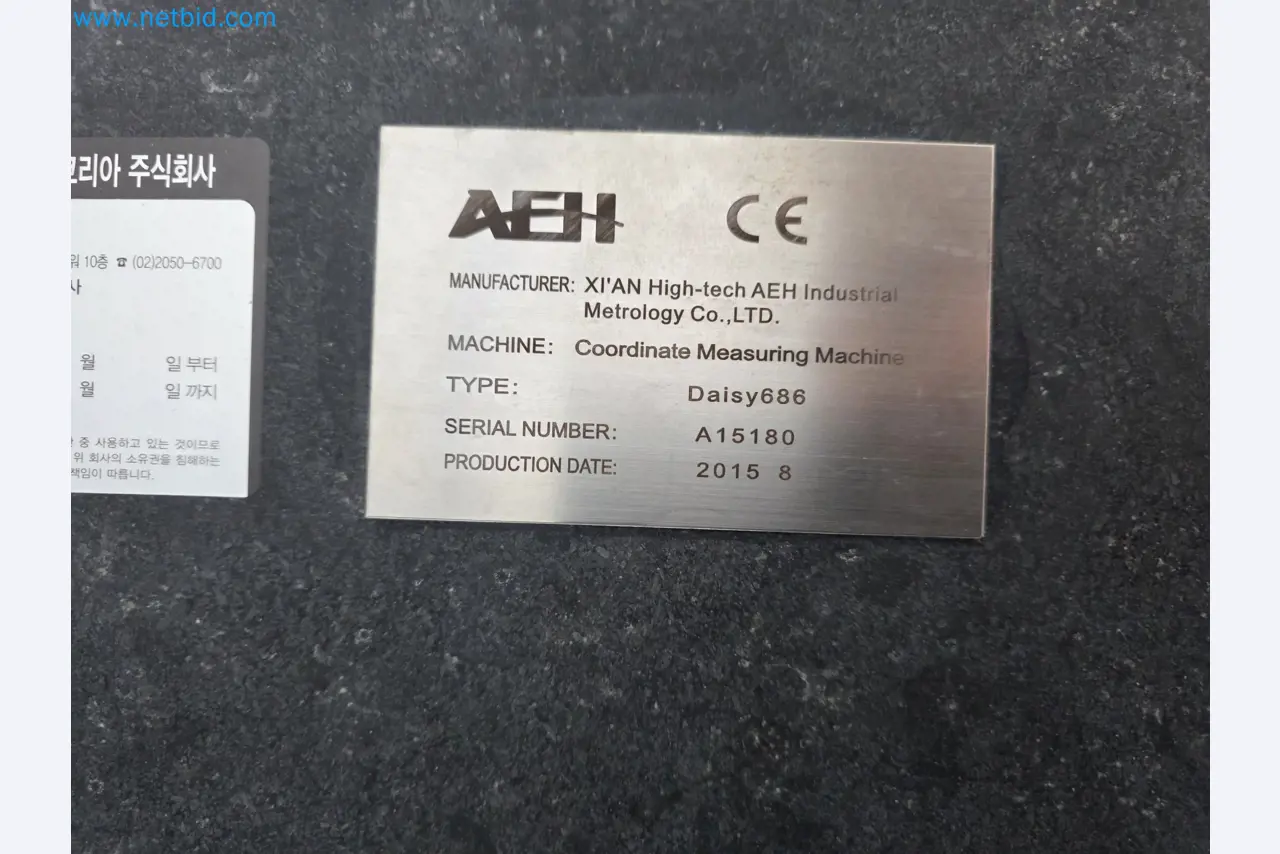 www.netbid.com
코리아 주식회사
10층 ☎ (02)2050-6700
사
월 일 부터
월 일 까지
중 사용하고 있는 것이므로
위 회사의 소유권을 침해하는
책임이 따릅니다.
AEH CE
MANUFACTURER: XI'AN High-tech AEH Industrial
Metrology Co.,LTD.
MACHINE: Coordinate Measuring Machine
TYPE: Daisy686
SERIAL NUMBER: A15180
PRODUCTION DATE: 2015 8